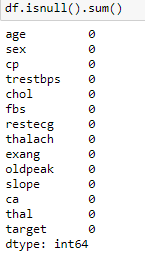 df.isnull().sum()
age 0
sex 0
cp 0
trestbps 0
chol 0
fbs 0
restecg 0
thalach 0
exang 0
oldpeak 0
slope 0
ca 0
thal 0
target 0
dtype: int64